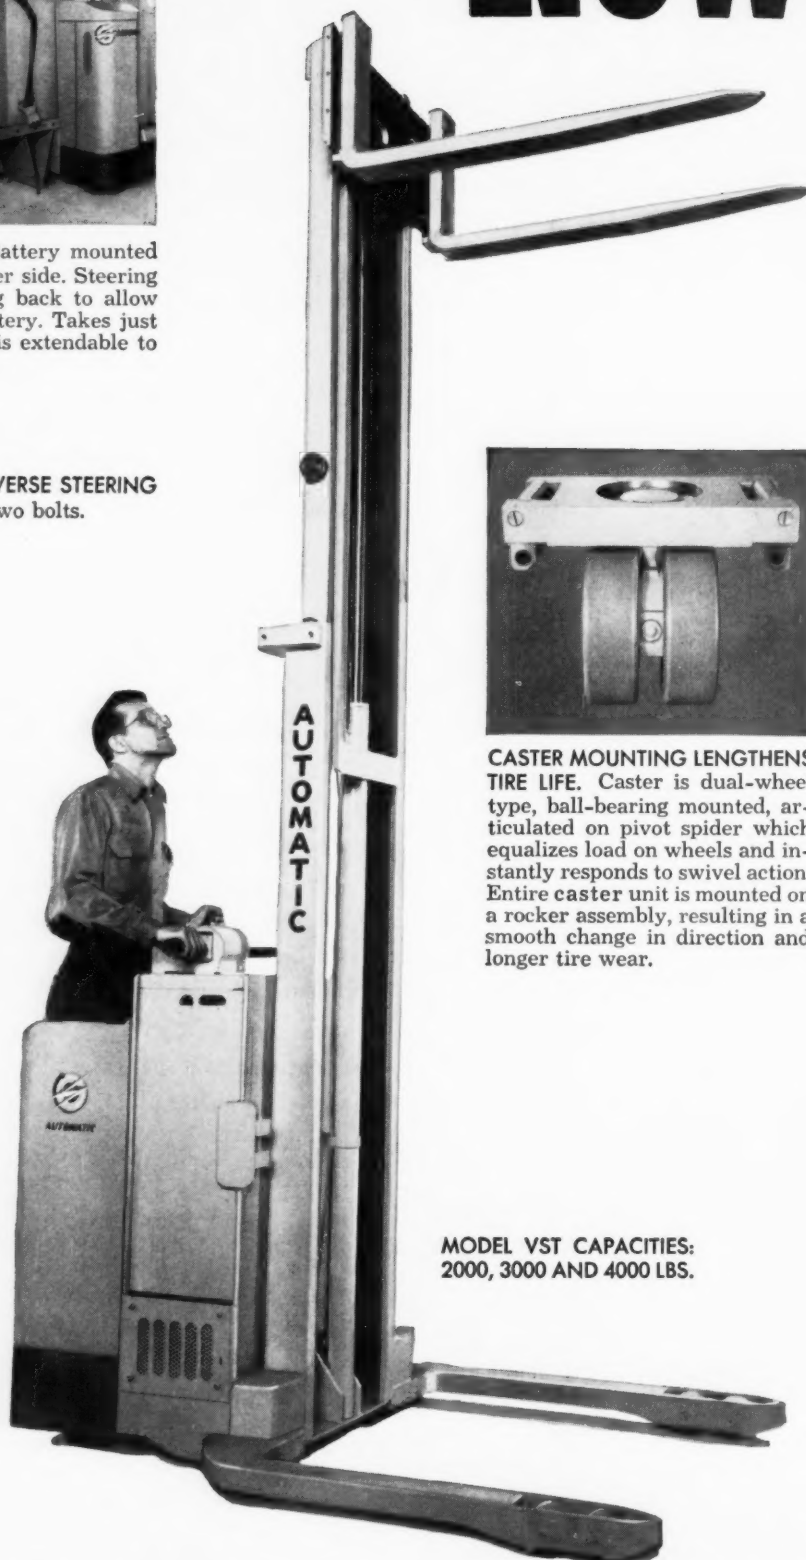 NOW
attery mounted
er side. Steering
g back to allow
tery. Takes just
is extendable to
VERSE STEERING
wo bolts.
AUTOMATIC
AUTOMATIC
CASTER MOUNTING LENGTHENS
TIRE LIFE. Caster is dual-whee
type, ball-bearing mounted, ar-
ticulated on pivot spider which
equalizes load on wheels and in-
stantly responds to swivel action
Entire caster unit is mounted on
a rocker assembly, resulting in a
smooth change in direction and
longer tire wear.
MODEL VST CAPACITIES:
2000, 3000 AND 4000 LBS.